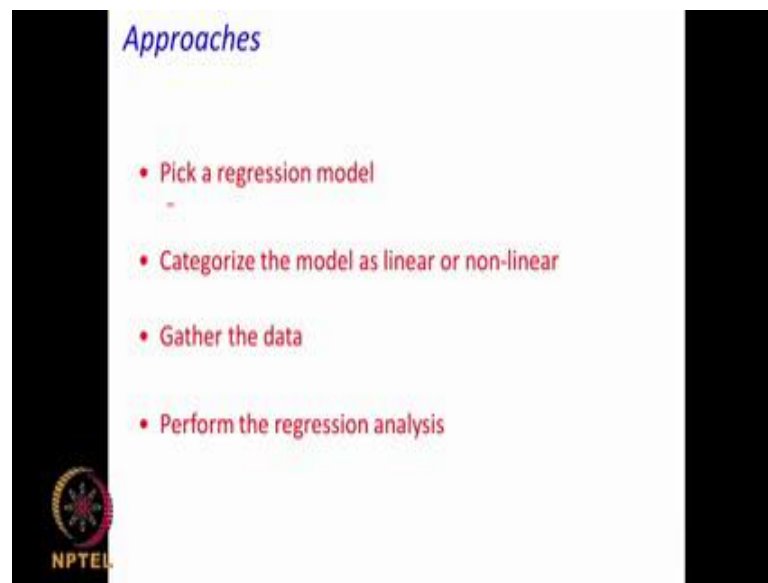 Approaches
• Pick a regression model
–
• Categorize the model as linear or non-linear
• Gather the data
• Perform the regression analysis
NPTEL